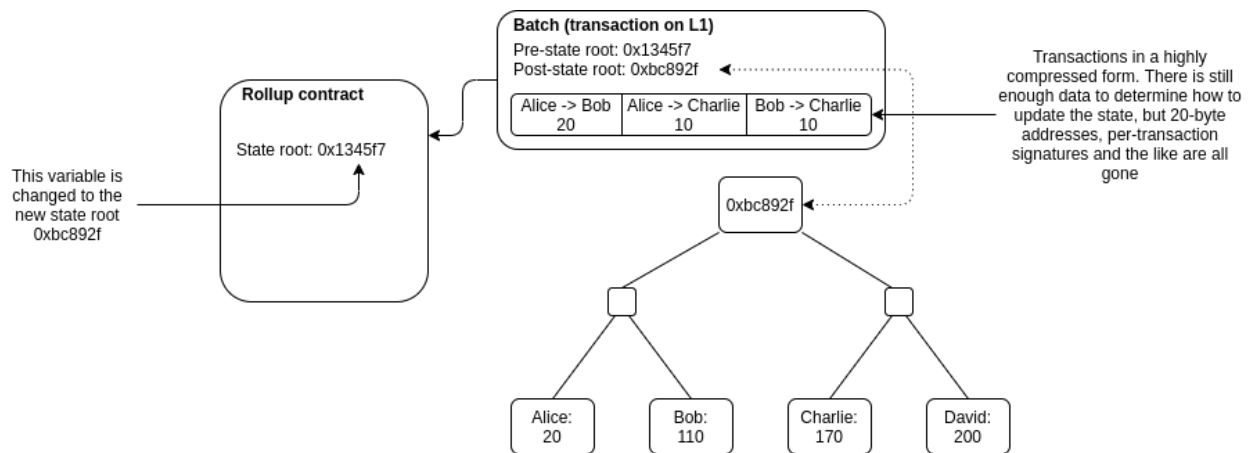 Batch (transaction on L1)
Pre-state root: 0x1345f7
Post-state root: 0xbc892f
Alice -> Bob
20
Alice -> Charlie
10
Bob -> Charlie
10
Transactions in a highly
compressed form. There is still
enough data to determine how to
update the state, but 20-byte
addresses, per-transaction
signatures and the like are all
gone
Rollup contract
State root: 0x1345f7
This variable is
changed to the
new state root
0xbc892f
0xbc892f
Alice:
20
Bob:
110
Charlie:
170
David:
200